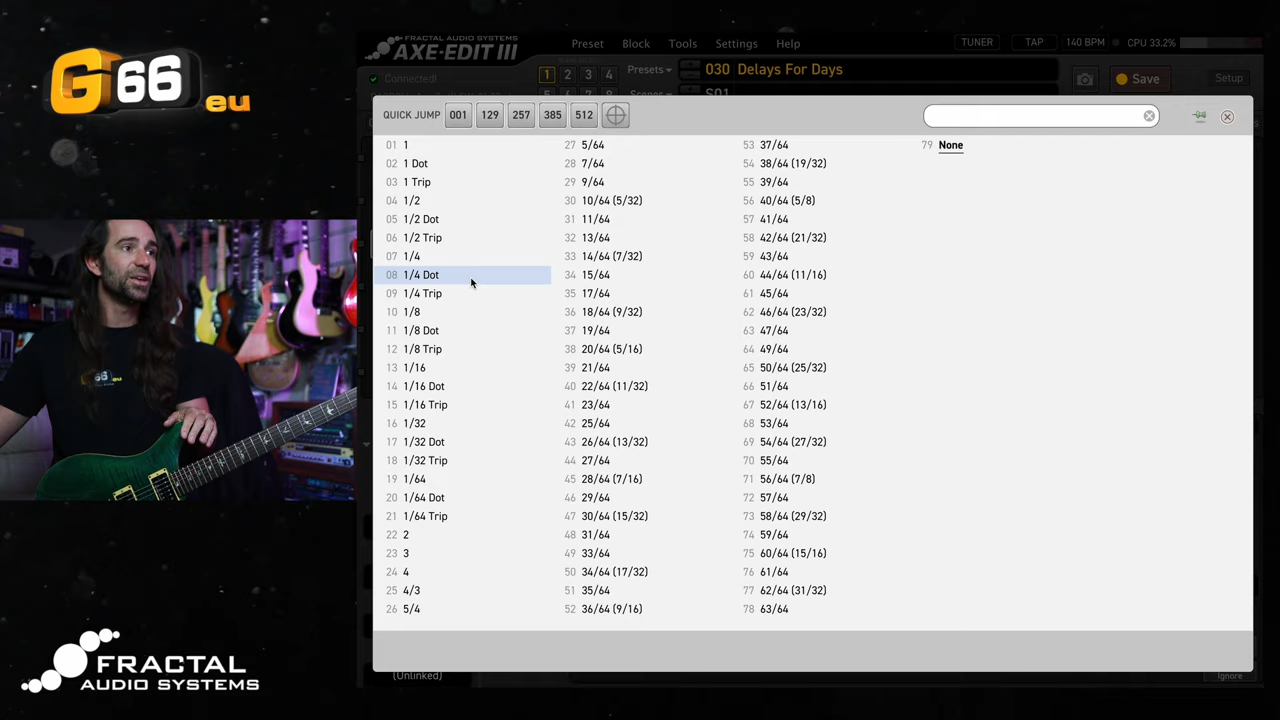 G66
eu
FRACTAL AUDIO SYSTEMS
AXE-EDIT III
Preset Block Tools Settings Help
TUNER TAP 140 BPM CPU 33.2%
Connected!
1 2 3 4
Presets
030 Delays For Days
Save
Setup
QUICK JUMP 001 129 257 385 512
01 1
02 1 Dot
03 1 Trip
04 1/2
05 1/2 Dot
06 1/2 Trip
07 1/4
08 1/4 Dot
09 1/4 Trip
10 1/8
11 1/8 Dot
12 1/8 Trip
13 1/16
14 1/16 Dot
15 1/16 Trip
16 1/32
17 1/32 Dot
18 1/32 Trip
19 1/64
20 1/64 Dot
21 1/64 Trip
22 2
23 3
24 4
25 4/3
26 5/4
27 5/64
28 7/64
29 9/64
30 10/64 (5/32)
31 11/64
32 13/64
33 14/64 (7/32)
34 15/64
35 17/64
36 18/64 (9/32)
37 19/64
38 20/64 (5/16)
39 21/64
40 22/64 (11/32)
41 23/64
42 25/64
43 26/64 (13/32)
44 27/64
45 28/64 (7/16)
46 29/64
47 30/64 (15/32)
48 31/64
49 33/64
50 34/64 (17/32)
51 35/64
52 36/64 (9/16)
53 37/64
54 38/64 (19/32)
55 39/64
56 40/64 (5/8)
57 41/64
58 42/64 (21/32)
59 43/64
60 44/64 (11/16)
61 45/64
62 46/64 (23/32)
63 47/64
64 49/64
65 50/64 (25/32)
66 51/64
67 52/64 (13/16)
68 53/64
69 54/64 (27/32)
70 55/64
71 56/64 (7/8)
72 57/64
73 58/64 (29/32)
74 59/64
75 60/64 (15/16)
76 61/64
77 62/64 (31/32)
78 63/64
79 None
G66 eu
(Unlinked)
Ignore
FRACTAL
AUDIO SYSTEMS